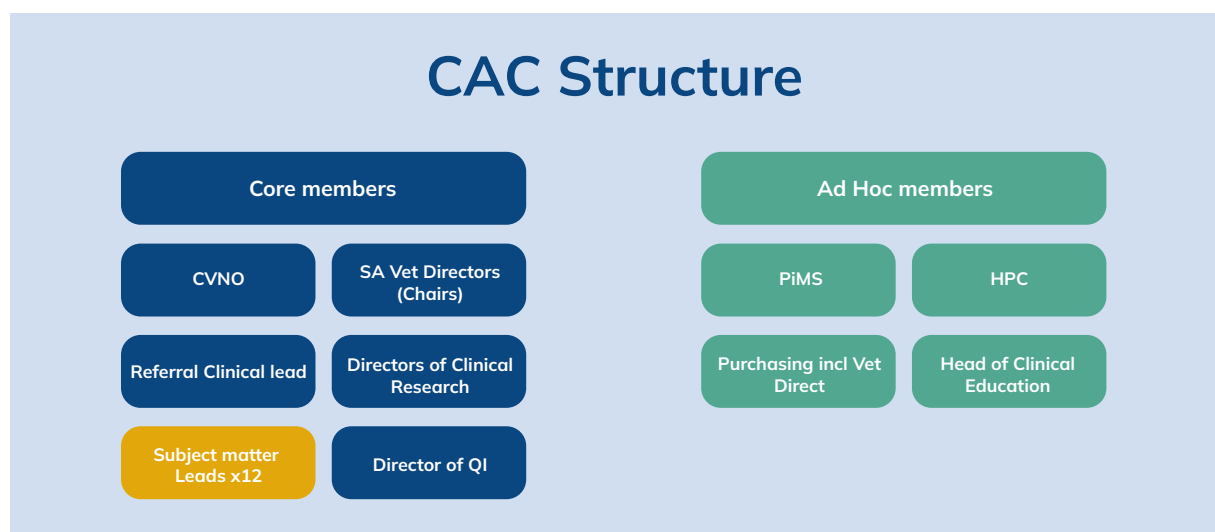 CAC Structure
Core members
CVNO
SA Vet Directors
(Chairs)
Referral Clinical lead
Directors of Clinical
Research
Subject matter
Leads x12
Director of QI
Ad Hoc members
PiMS
HPC
Purchasing incl Vet
Direct
Head of Clinical
Education